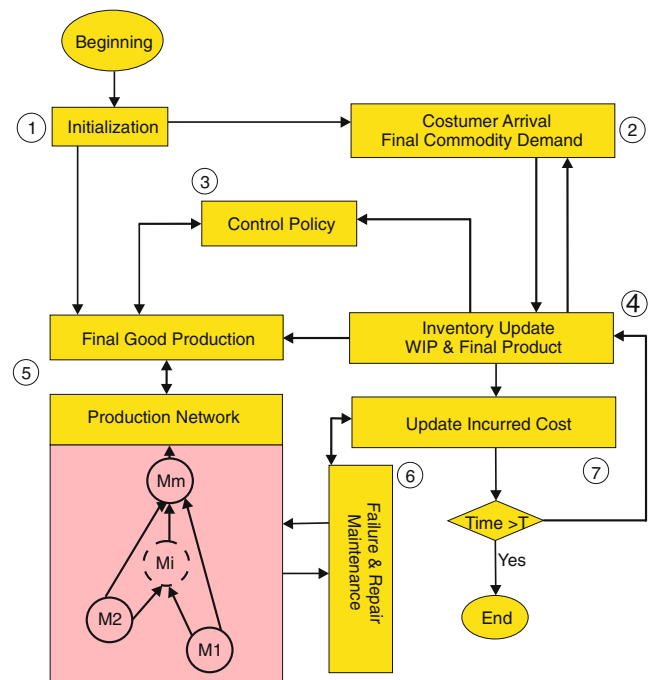 Beginning
1
Initialization
Costumer Arrival
Final Commodity Demand
2
3
Control Policy
4
Final Good Production
Inventory Update
WIP & Final Product
5
Production Network
Update Incurred Cost
6
7
Mm
Failure & Repair
Maintenance
Time >T
Mi
Yes
M2
M1
End